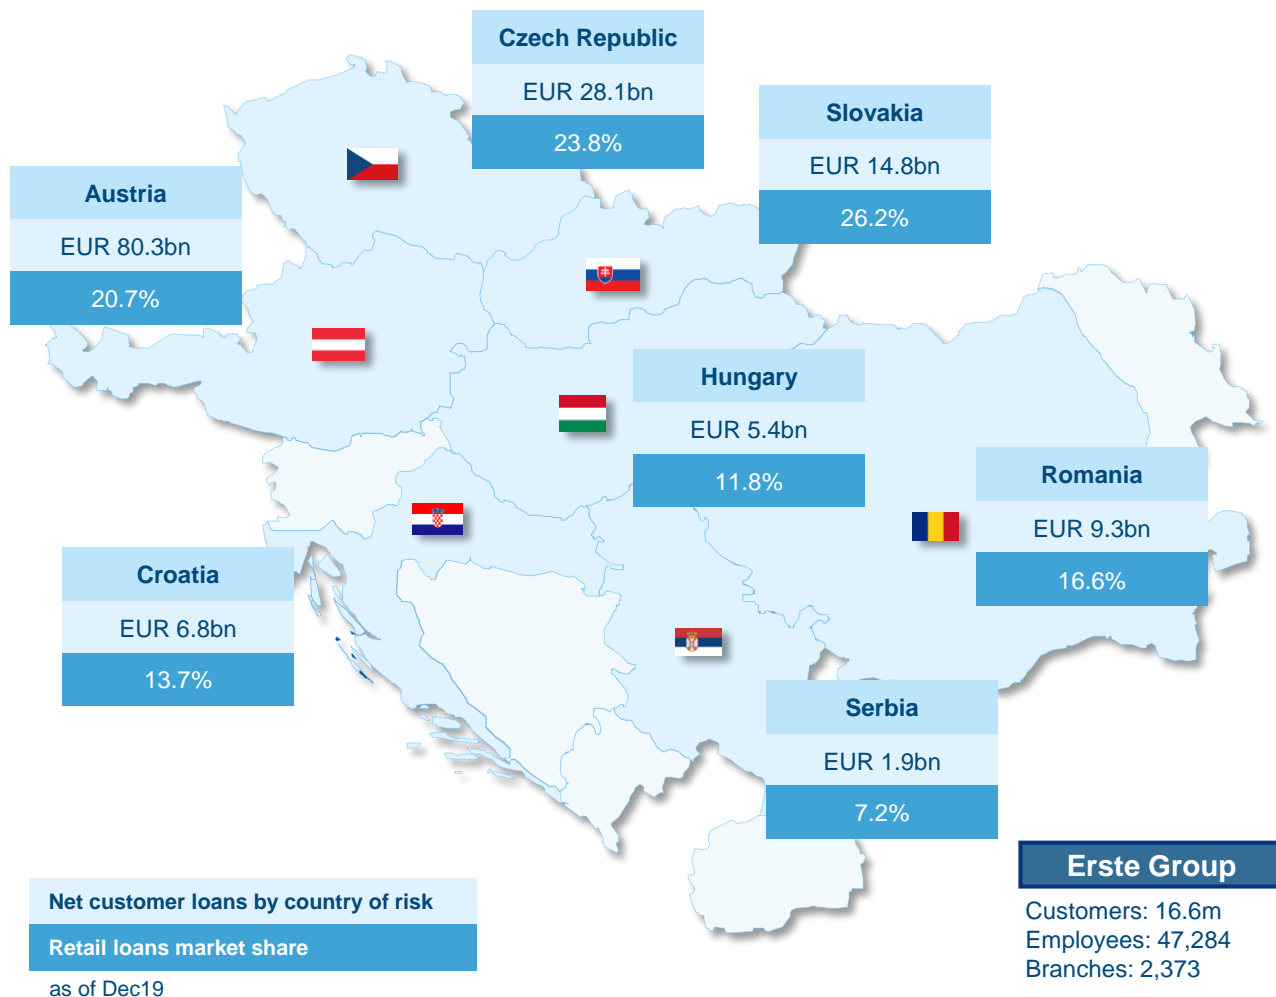 Czech Republic
EUR 28.1bn
23.8%
Slovakia
EUR 14.8bn
26.2%
Austria
EUR 80.3bn
20.7%
Hungary
EUR 5.4bn
11.8%
Romania
EUR 9.3bn
16.6%
Croatia
EUR 6.8bn
13.7%
Serbia
EUR 1.9bn
7.2%
Erste Group
Customers: 16.6m
Employees: 47,284
Branches: 2,373
Net customer loans by country of risk
Retail loans market share
as of Dec19